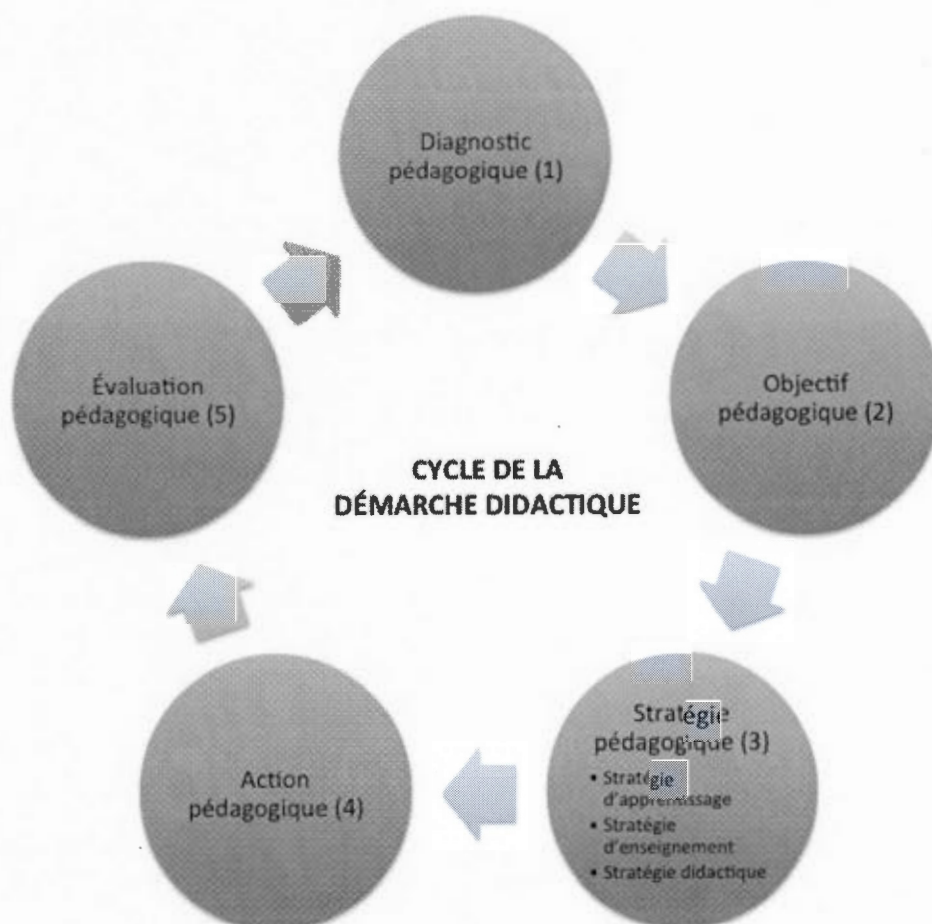 Diagnostic
pédagogique (1)
Objectif
pédagogique (2)
Stratégie
pédagogique (3)
• Stratégie
d'apprentissage
• Stratégie
d'enseignement
• Stratégie didactique
Action
pédagogique (4)
Évaluation
pédagogique (5)
CYCLE DE LA
DÉMARCHE DIDACTIQUE